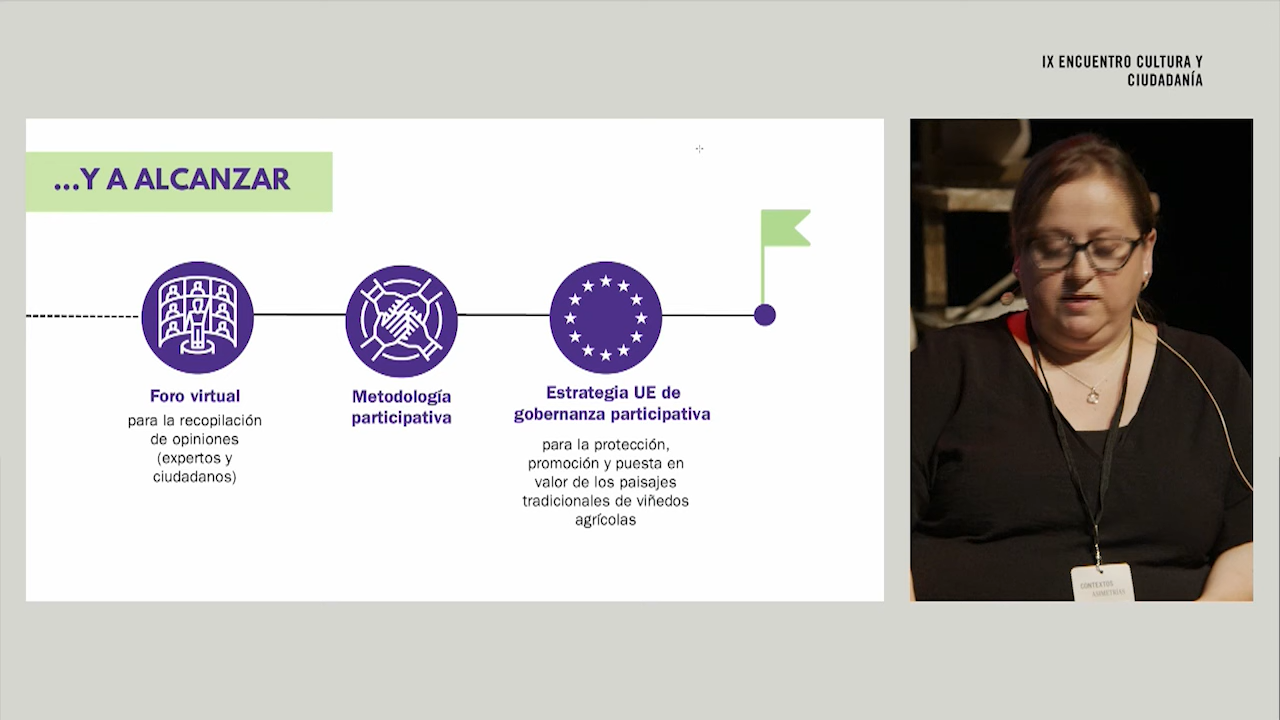 IX ENCUENTRO CULTURA Y
CIUDADANÍA
...Y A ALCANZAR
Foro virtual
para la recopilación
de opiniones
(expertos y
ciudadanos)
Metodología
participativa
Estrategia UE de
gobernanza participativa
para la protección,
promoción y puesta en
valor de los paisajes
tradicionales de viñedos
agrícolas
CONTEXTOS